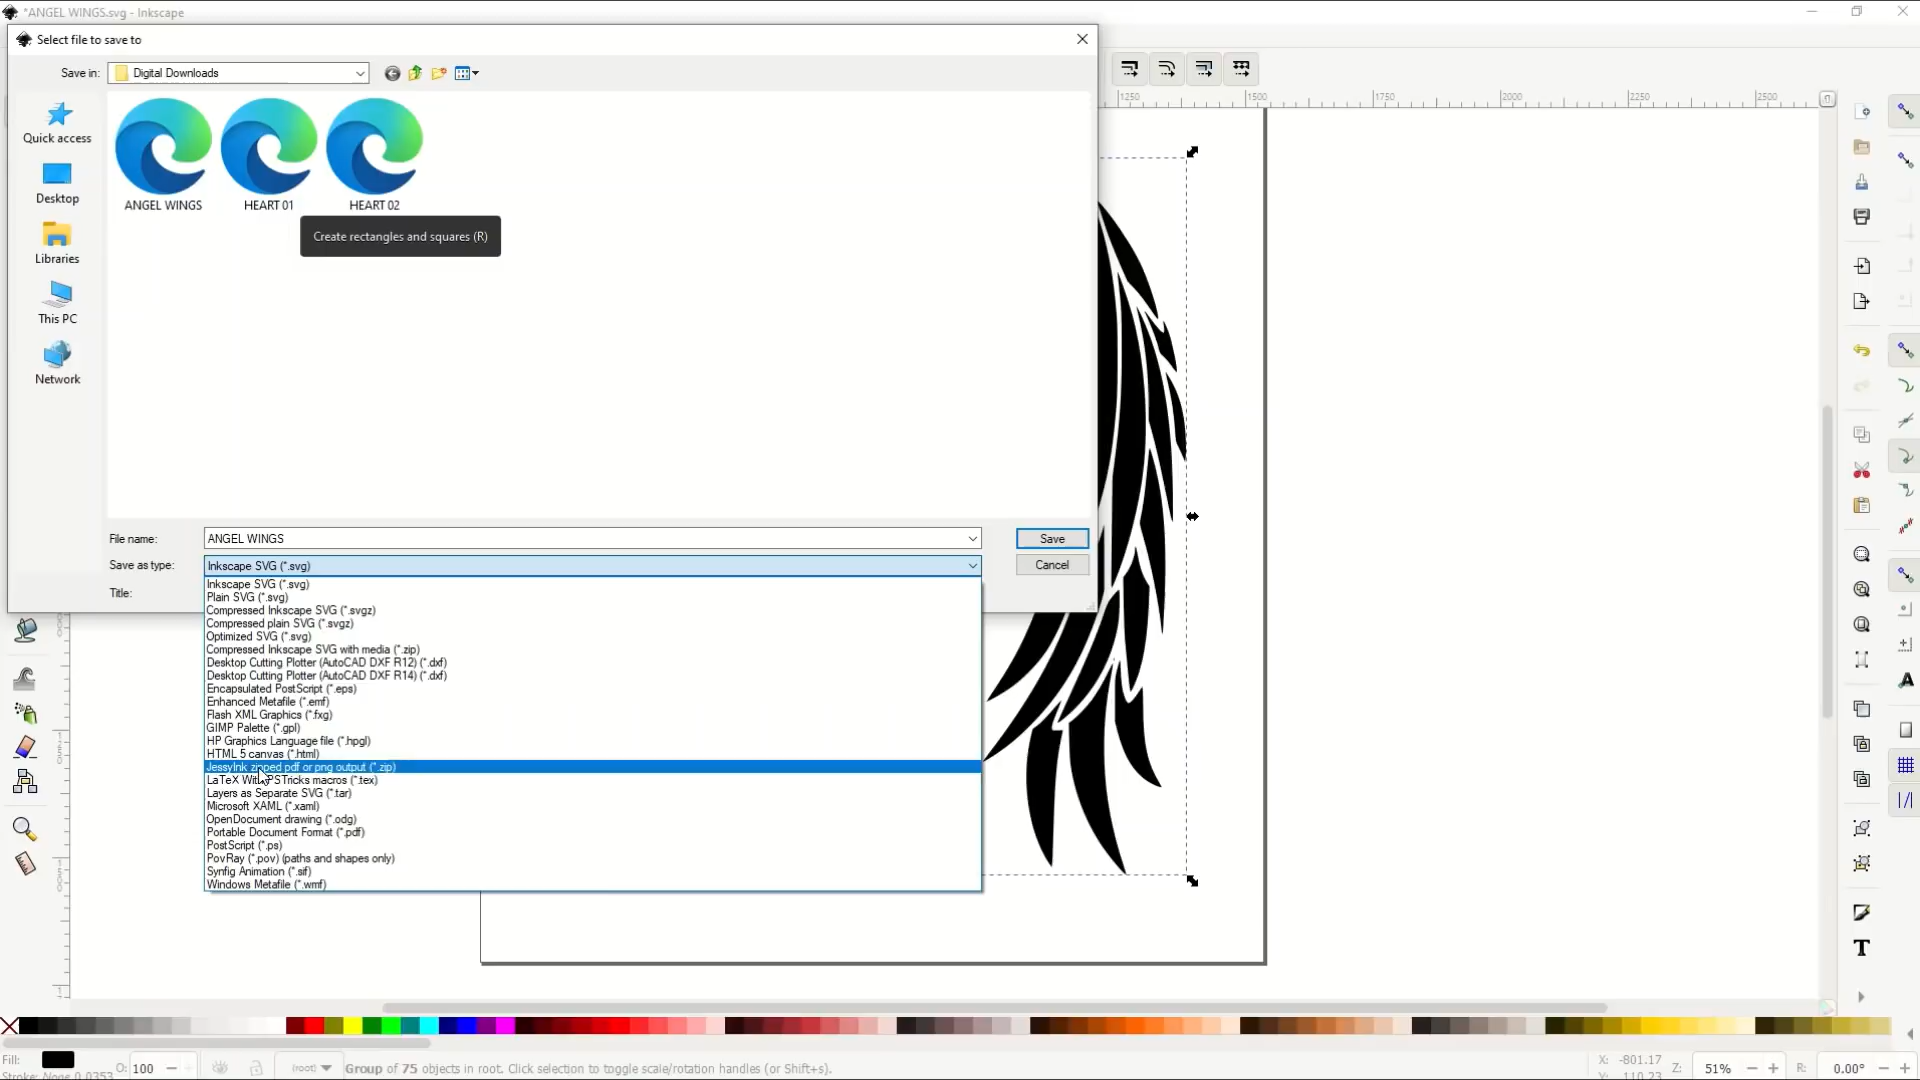 *ANGEL WINGS.svg - Inkscape
Select file to save to
Save in:
Digital Downloads
1250
1500
1750
2000
2250
2500
Quick access
Desktop
Libraries
This PC
Network
ANGEL WINGS
HEART 01
HEART 02
Create rectangles and squares (R)
File name:
ANGEL WINGS
Save
Save as type:
Inkscape SVG (*.svg)
Cancel
Title:
Inkscape SVG (*.svg)
Plain SVG (*.svg)
Compressed Inkscape SVG (*.svgz)
Compressed plain SVG (*.svgz)
Optimized SVG (*.svg)
Compressed Inkscape SVG with media (*.zip)
Desktop Cutting Plotter (AutoCAD DXF R12) (*.dxf)
Desktop Cutting Plotter (AutoCAD DXF R14) (*.dxf)
Encapsulated PostScript (*.eps)
Enhanced Metafile (*.emf)
Flash XML Graphics (*.fxg)
GIMP Palette (*.gpl)
HP Graphics Language file (*.hpgl)
HTML 5 canvas (*.html)
JessyInk zipped pdf or png output (*.zip)
LaTeX With PSTricks macros (*.tex)
Layers as Separate SVG (*.tar)
Microsoft XAML (*.xaml)
OpenDocument drawing (*.odg)
Portable Document Format (*.pdf)
PostScript (*.ps)
PovRay (*.pov) (paths and shapes only)
Synfig Animation (*.sif)
Windows Metafile (*.wmf)
Fill:
O: 100
(root)
Group of 75 objects in root. Click selection to toggle scale/rotation handles (or Shift+s).
X: -801.17
Y: 110.23
Z: 51%
R: 0.00°
Stroke: None 0.0353